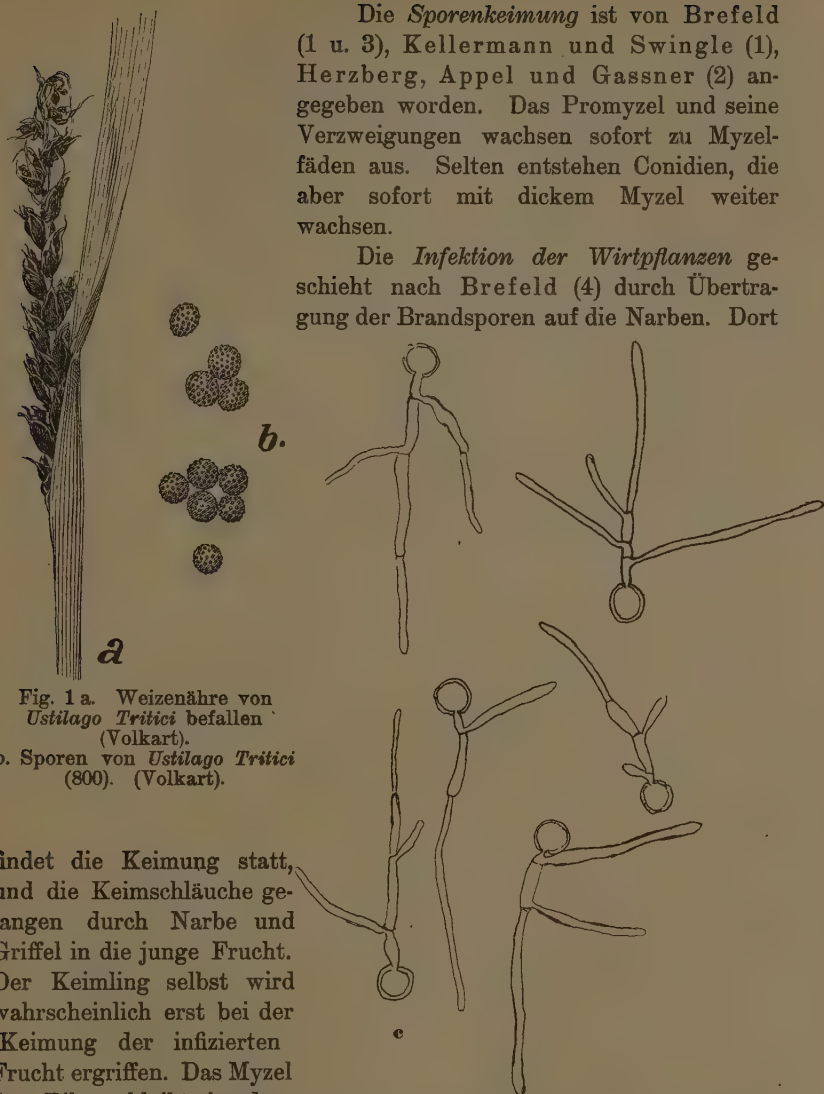 Die Sporenkeimung ist von Brefeld
(1 u. 3), Kellermann und Swingle (1),
Herzberg, Appel und Gassner (2) an-
gegeben worden. Das Promyzel und seine
Verzweigungen wachsen sofort zu Myzel-
fäden aus. Selten entstehen Conidien, die
aber sofort mit dickem Myzel weiter
wachsen.
Die Infektion der Wirtpflanzen ge-
schieht nach Brefeld (4) durch Übertra-
gung der Brandsporen auf die Narben. Dort
b.
a
Fig. 1 a. Weizenähre von
Ustilago Tritici befallen
(Volkart).
b. Sporen von Ustilago Tritici
(800). (Volkart).
findet die Keimung statt,
und die Keimschläuche ge-
langen durch Narbe und
Griffel in die junge Frucht.
Der Keimling selbst wird
wahrscheinlich erst bei der
Keimung der infizierten
Frucht ergriffen. Das Myzel
c